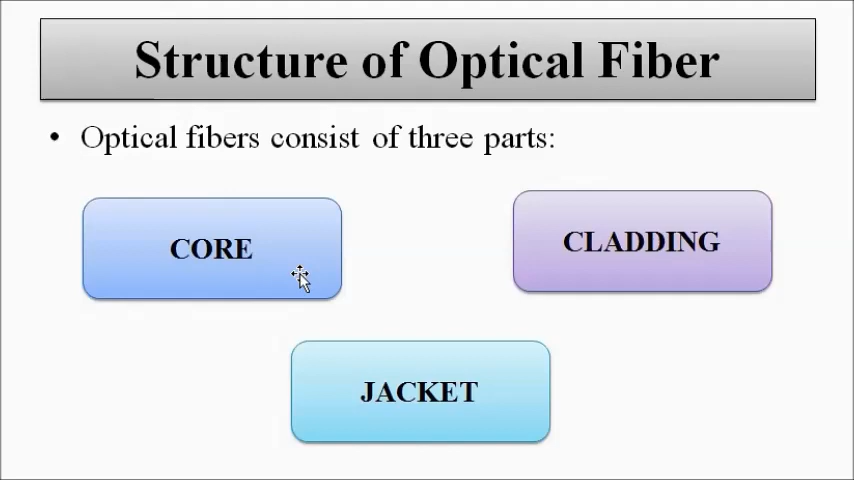 Structure of Optical Fiber
• Optical fibers consist of three parts:
CORE
CLADDING
JACKET